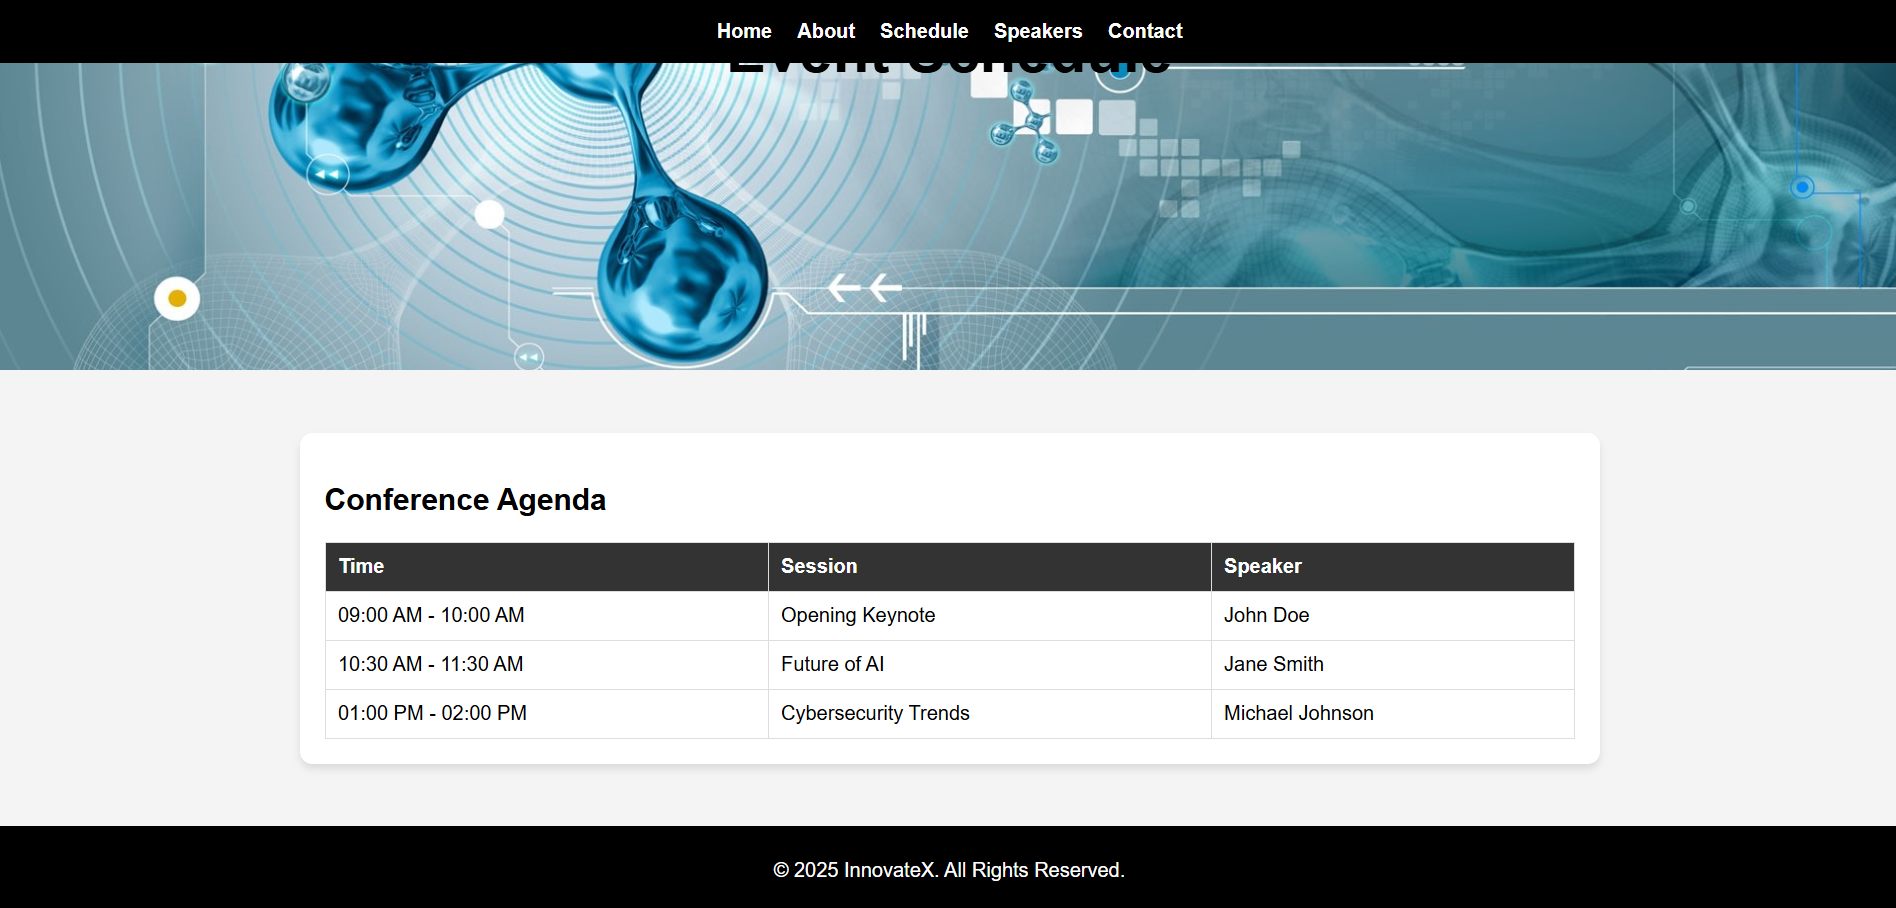 Home About Schedule Speakers Contact
Event Schedule
Conference Agenda
Time Session Speaker
09:00 AM - 10:00 AM Opening Keynote John Doe
10:30 AM - 11:30 AM Future of AI Jane Smith
01:00 PM - 02:00 PM Cybersecurity Trends Michael Johnson
© 2025 InnovateX. All Rights Reserved.